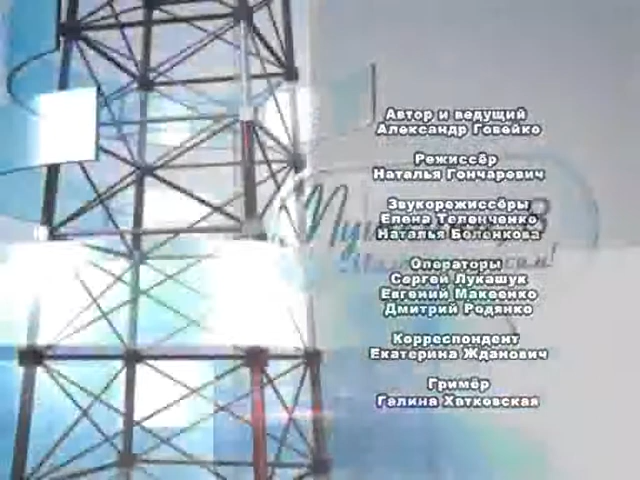 Автор и ведущий
Александр Говейко
Режиссёр
Наталья Гончаревич
Звукорежиссёры
Елена Теленченко
Наталья Боленкова
Операторы
Сергей Лукашук
Евгений Макеенко
Дмитрий Родянко
Корреспондент
Екатерина Жданович
Гримёр
Галина Хатковская